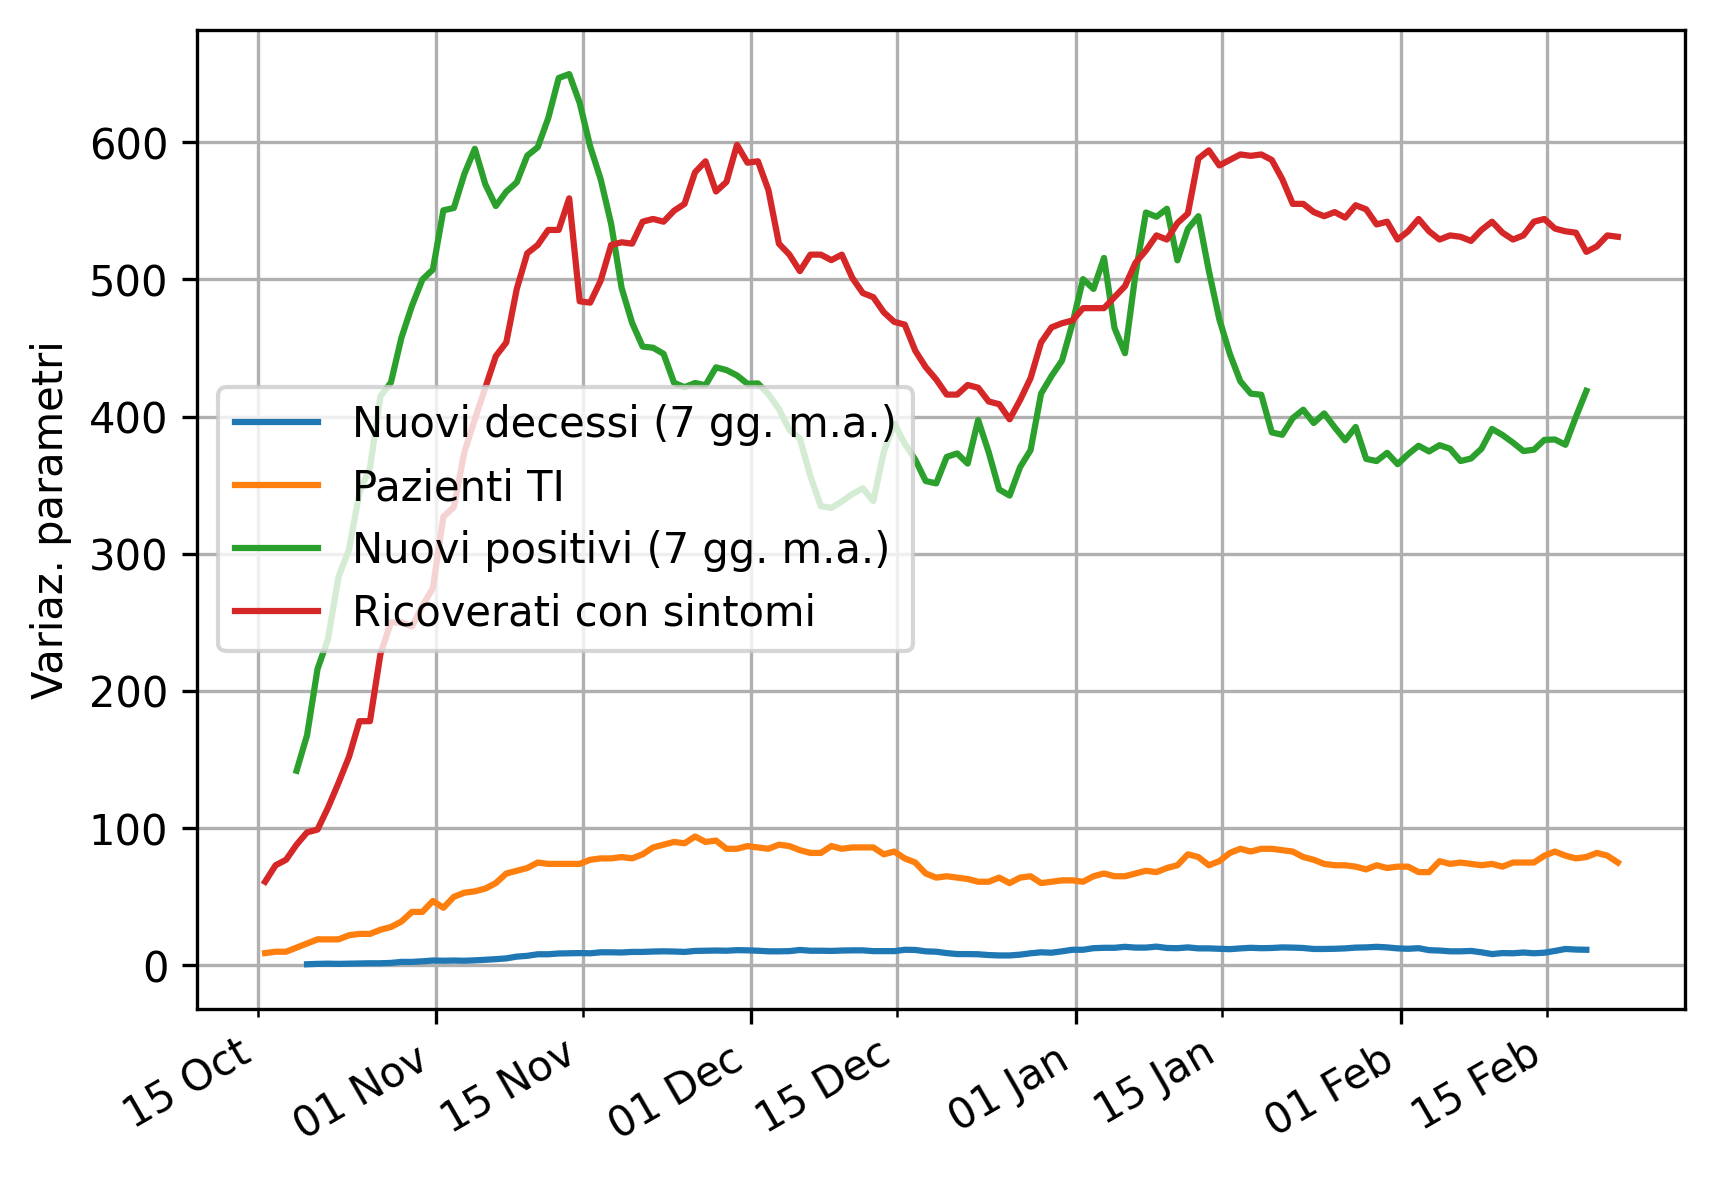 Variaz. parametri
600
500
400
300
200
100
0
Nuovi decessi (7 gg. m.a.)
Pazienti TI
Nuovi positivi (7 gg. m.a.)
Ricoverati con sintomi
15 Oct
01 Nov
15 Nov
01 Dec
15 Dec
01 Jan
15 Jan
01 Feb
15 Feb